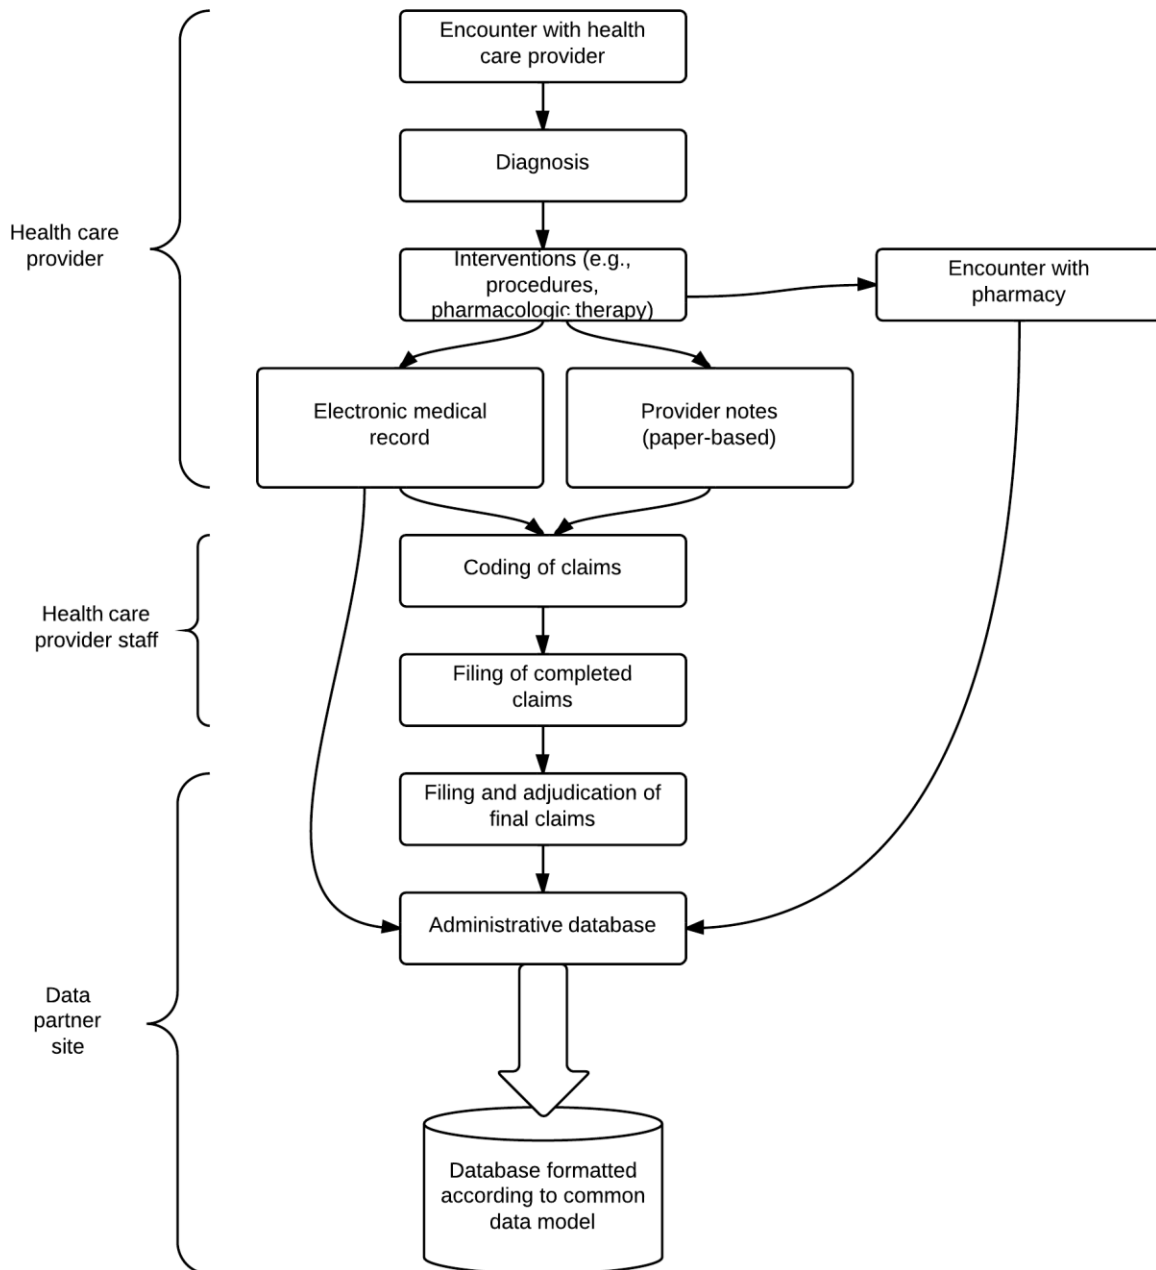 Encounter with health
care provider
Diagnosis
Health care
provider
Interventions (e.g.,
procedures,
pharmacologic therapy)
Encounter with
pharmacy
Electronic medical
record
Provider notes
(paper-based)
Coding of claims
Health care
provider staff
Filing of completed
claims
Filing and adjudication of
final claims
Administrative database
Data
partner
site
Database formatted
according to common
data model